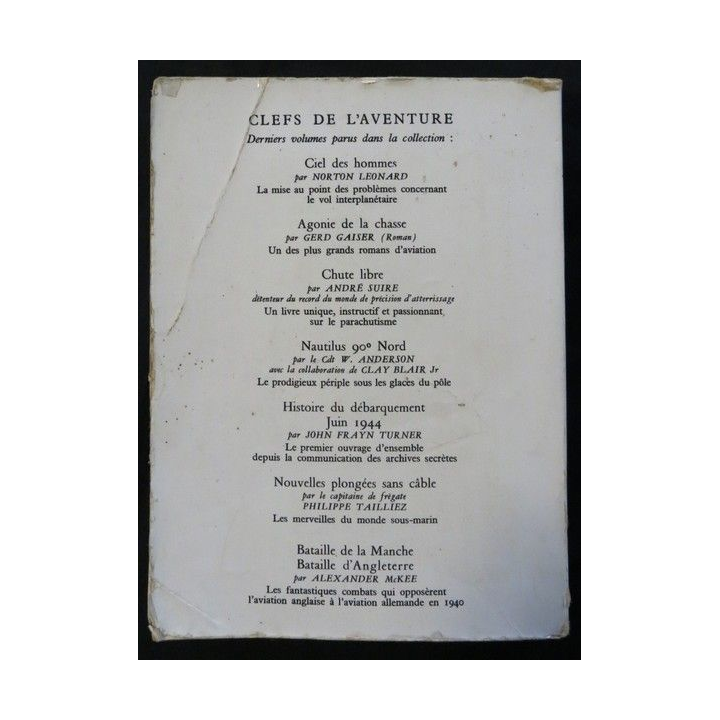 CLEFS DE L'AVENTURE
Derniers volumes parus dans la collection :
Ciel des hommes
par NORTON LEONARD
La mise au point des problèmes concernant
le vol interplanétaire
Agonie de la chasse
par GERD GAISER (Roman)
Un des plus grands romans d'aviation
Chute libre
par ANDRÉ SUIRE
détenteur du record du monde de précision d'atterrissage
Un livre unique, instructif et passionnant
sur le parachutisme
Nautilus 90° Nord
par le Cdt W. ANDERSON
avec la collaboration de CLAY BLAIR Jr
Le prodigieux périple sous les glaces du pôle
Histoire du débarquement
Juin 1944
par JOHN FRAYN TURNER
Le premier ouvrage d'ensemble
depuis la communication des archives secrètes
Nouvelles plongées sans câble
par le capitaine de frégate
PHILIPPE TAILLIEZ
Les merveilles du monde sous-marin
Bataille de la Manche
Bataille d'Angleterre
par ALEXANDER McKEE
Les fantastiques combats qui opposèrent
l'aviation anglaise à l'aviation allemande en 1940